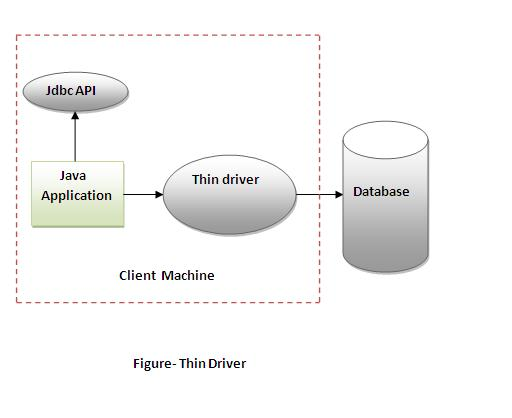 Jdbc API
Java
Application
Thin driver
Database
Client Machine
Figure- Thin Driver